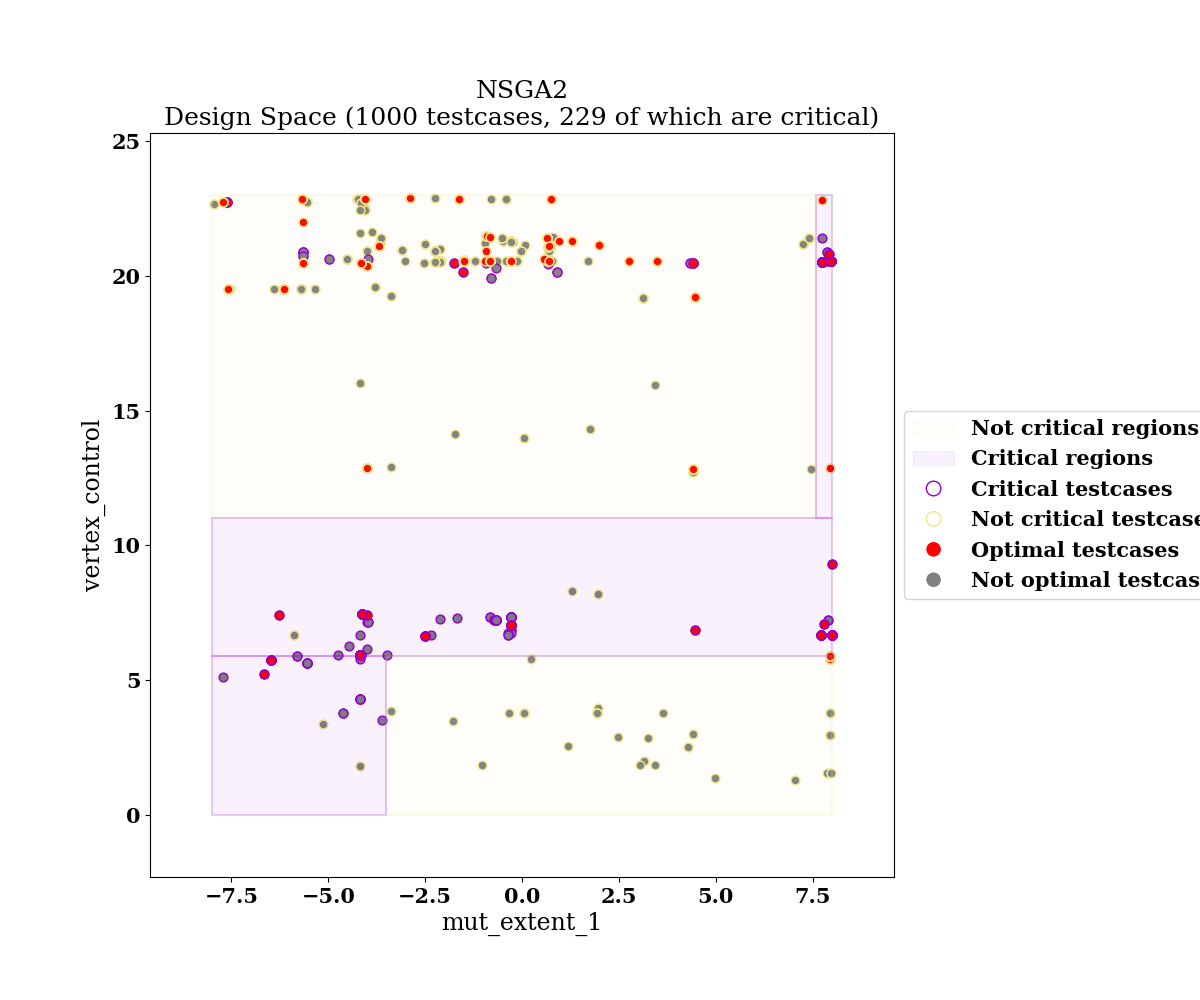 NSGA2
Design Space (1000 testcases, 229 of which are critical)
25
20
15
10
5
0
vertex_control
−7.5
−5.0
−2.5
0.0
2.5
5.0
7.5
mut_extent_1
Not critical regions
Critical regions
Critical testcases
Not critical testcase
Optimal testcases
Not optimal testcas